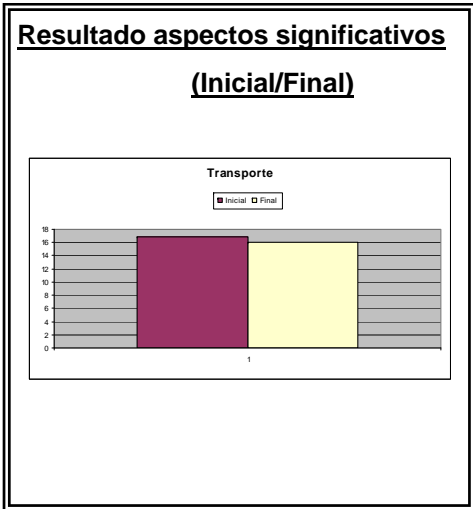 Resultado aspectos significativos
(Inicial/Final)
Transporte
Inicial Final
18
16
14
12
10
8
6
4
2
0
1